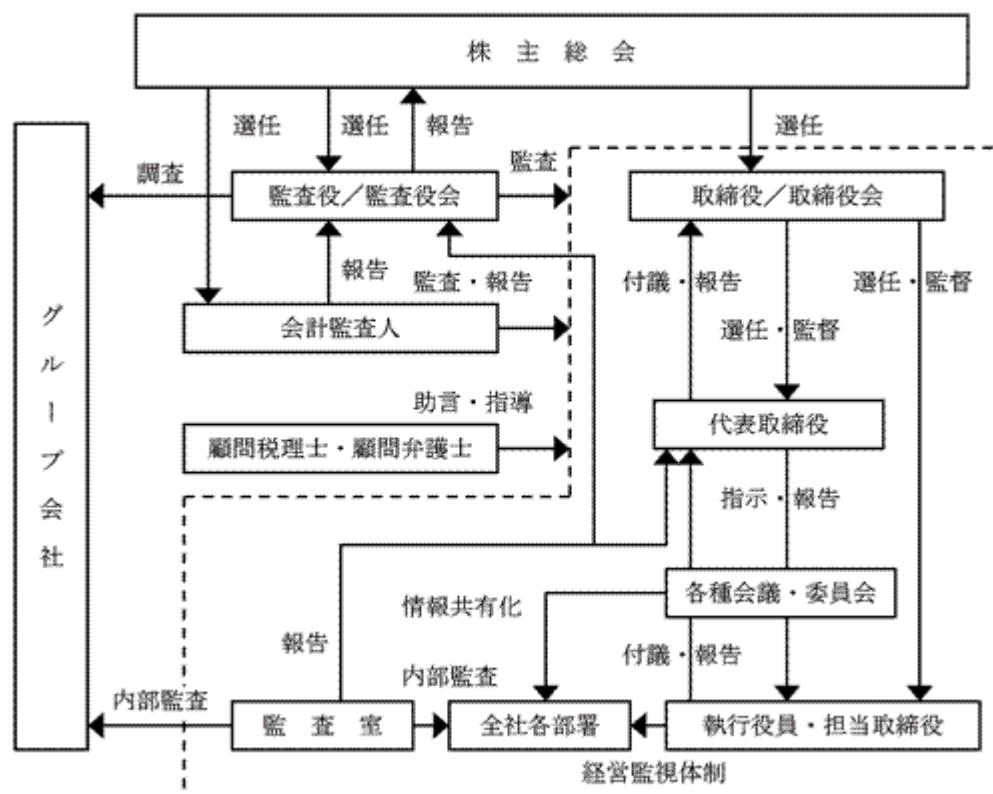 株主総会
選任
選任
報告
選任
調査
監査役／監査役会
監査
取締役／取締役会
報告
監査・報告
付議・報告
選任・監督
選任・監督
会計監査人
グループ会社
助言・指導
代表取締役
顧問税理士・顧問弁護士
指示・報告
各種会議・委員会
情報共有化
報告
付議・報告
内部監査
内部監査
監査室
全社各部署
執行役員・担当取締役
経営監視体制